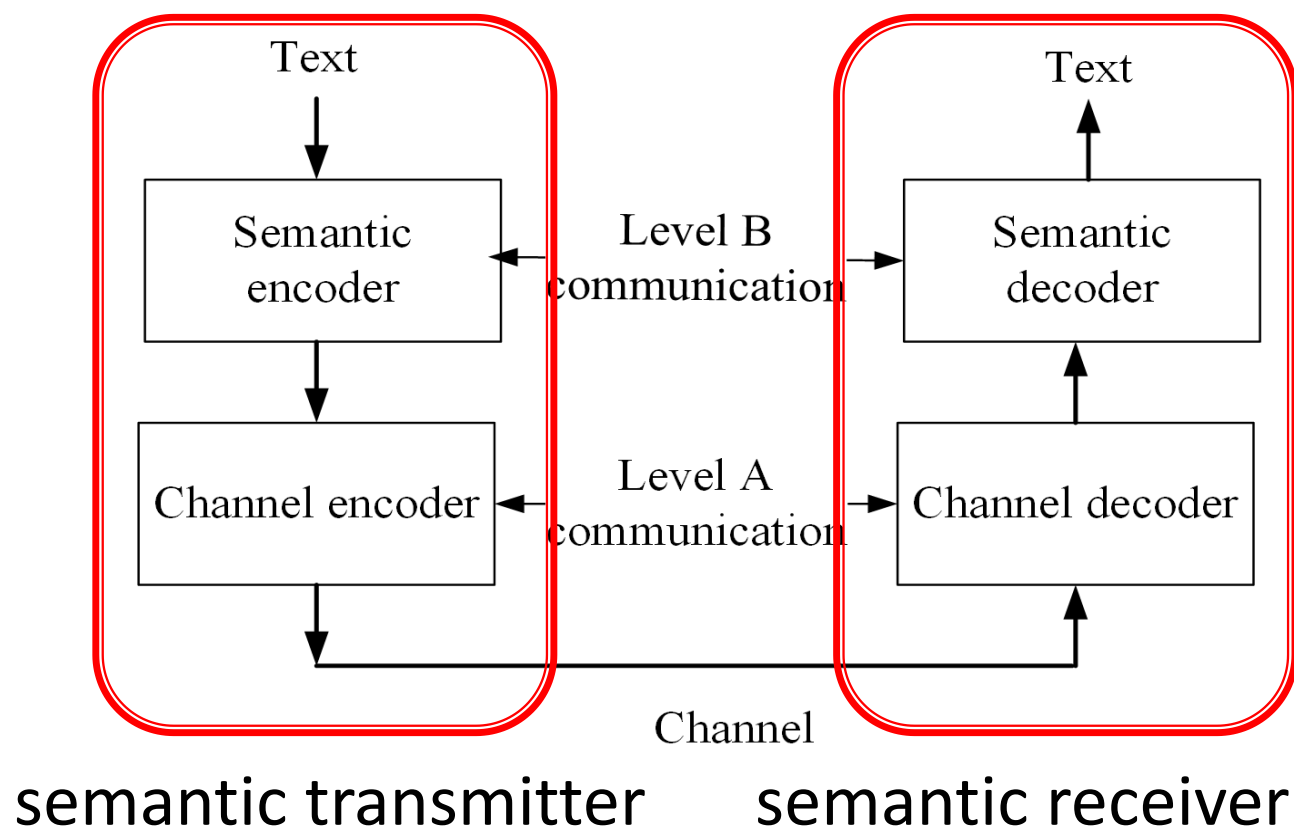 Text
Text
Semantic
encoder
Level B
communication
Semantic
decoder
Channel encoder
Level A
communication
Channel decoder
Channel
semantic transmitter
semantic receiver